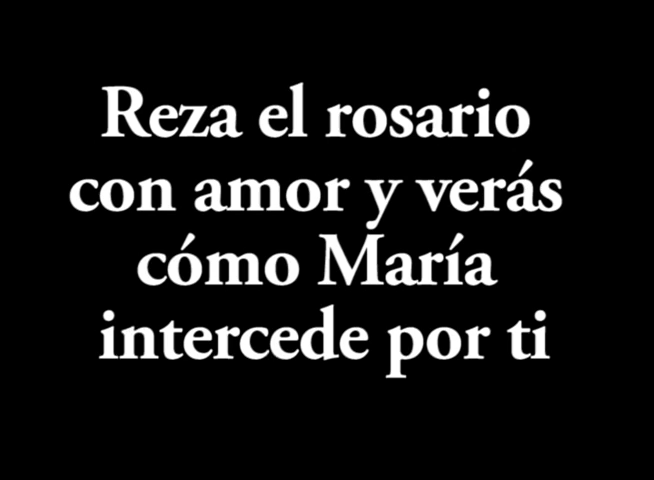 Reza el rosario
con amor y verás
cómo María
intercede por ti